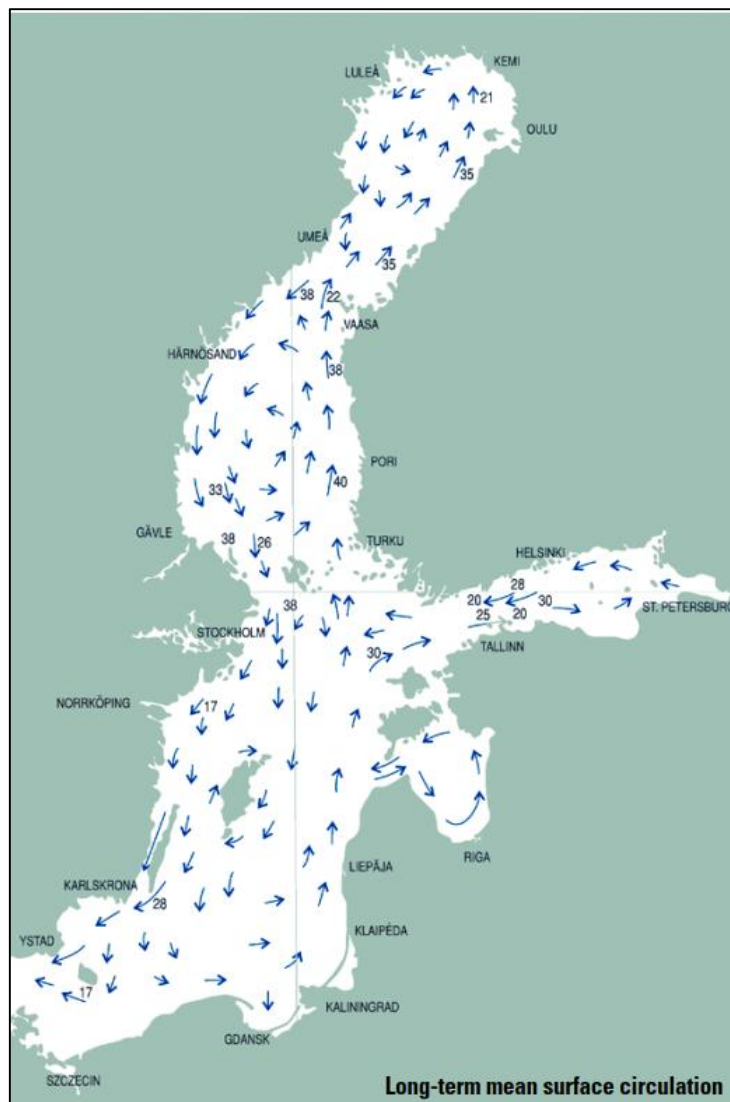 KEMI
LULEÅ
21
OULU
35
UMEÅ
35
38
22
VAASA
HÄRNÖSAND
38
PORI
33
40
GÄVLE
38
26
TURKU
HELSINKI
28
38
20
30
ST. PETERSBURG
STOCKHOLM
25
20
TALLINN
30
NORRKÖPING
17
RIGA
LIEPÃJA
KARLSKRONA
28
KLAIPÉDA
YSTAD
17
KALININGRAD
GDANSK
SZCZECIN
Long-term mean surface circulation